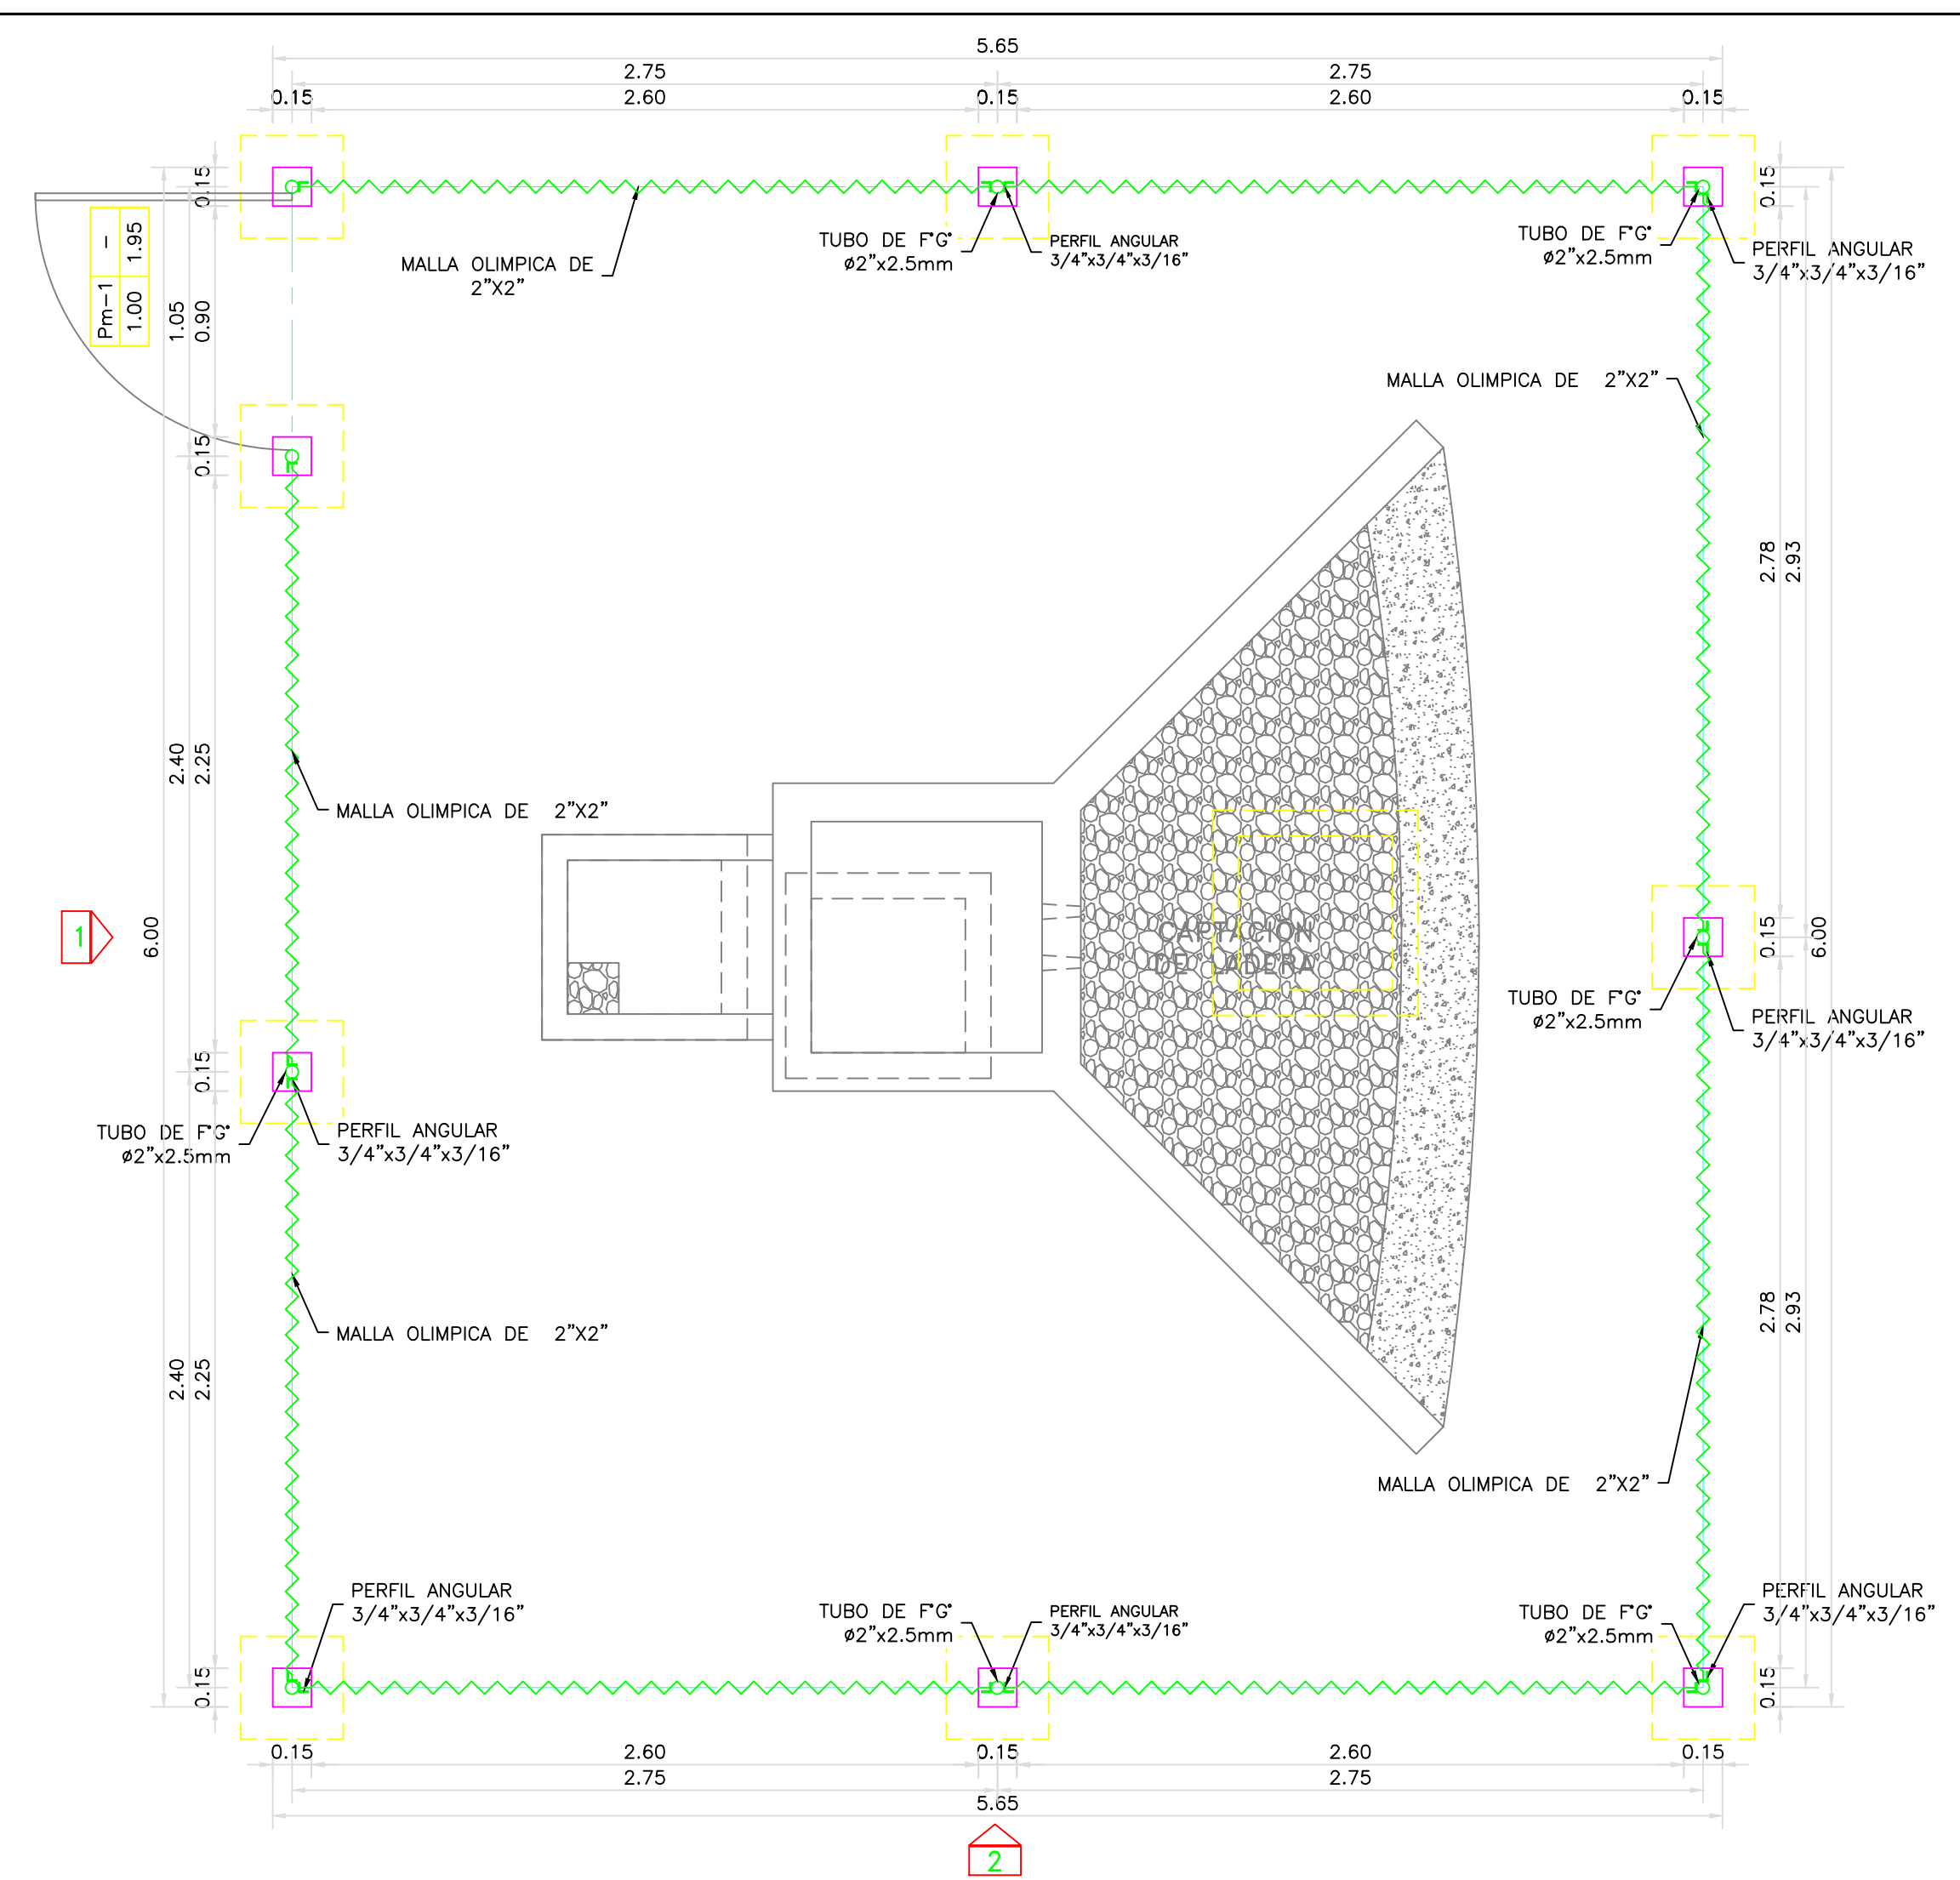 5.65
2.75 2.75
0.15 2.60 0.15 2.60 0.15
0.15
0.15
Pm-1 -
1.00 1.95
1.05
0.90
MALLA OLIMPICA DE
2"X2"
TUBO DE F°G°
ø2"x2.5mm
PERFIL ANGULAR
3/4"x3/4"x3/16"
TUBO DE F°G°
ø2"x2.5mm
PERFIL ANGULAR
3/4"x3/4"x3/16"
MALLA OLIMPICA DE 2"X2"
0.15
2.78
2.93
2.40
2.25
MALLA OLIMPICA DE 2"X2"
1
6.00
CAPTACION
DE LADERA
0.15
6.00
TUBO DE F°G°
ø2"x2.5mm
PERFIL ANGULAR
3/4"x3/4"x3/16"
0.15
TUBO DE F°G°
ø2"x2.5mm
PERFIL ANGULAR
3/4"x3/4"x3/16"
MALLA OLIMPICA DE 2"X2"
2.40
2.25
2.78
2.93
MALLA OLIMPICA DE 2"X2"
PERFIL ANGULAR
3/4"x3/4"x3/16"
TUBO DE F°G°
ø2"x2.5mm
PERFIL ANGULAR
3/4"x3/4"x3/16"
TUBO DE F°G°
ø2"x2.5mm
PERFIL ANGULAR
3/4"x3/4"x3/16"
0.15
0.15
0.15 2.60 0.15 2.60 0.15
2.75 2.75
5.65
2